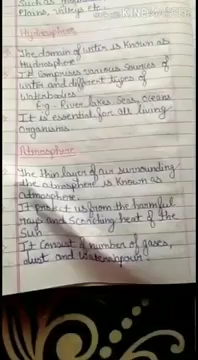 such as
Plains, valleys etc.
Hydrosphere
The domain of water is known as
Hydrosphere
It comprises various sources of
water and different types of
Waterbodies
E.g - River, lakes, Seas, oceans
It is essential for all living
organisms
Atmosphere
The thin layer of air surrounding
the atmosphere is known as
atmosphere.
It protect us from the harmful
rays and scorching heat of the
Sun
It consist of number of gases,
dust and watervapour